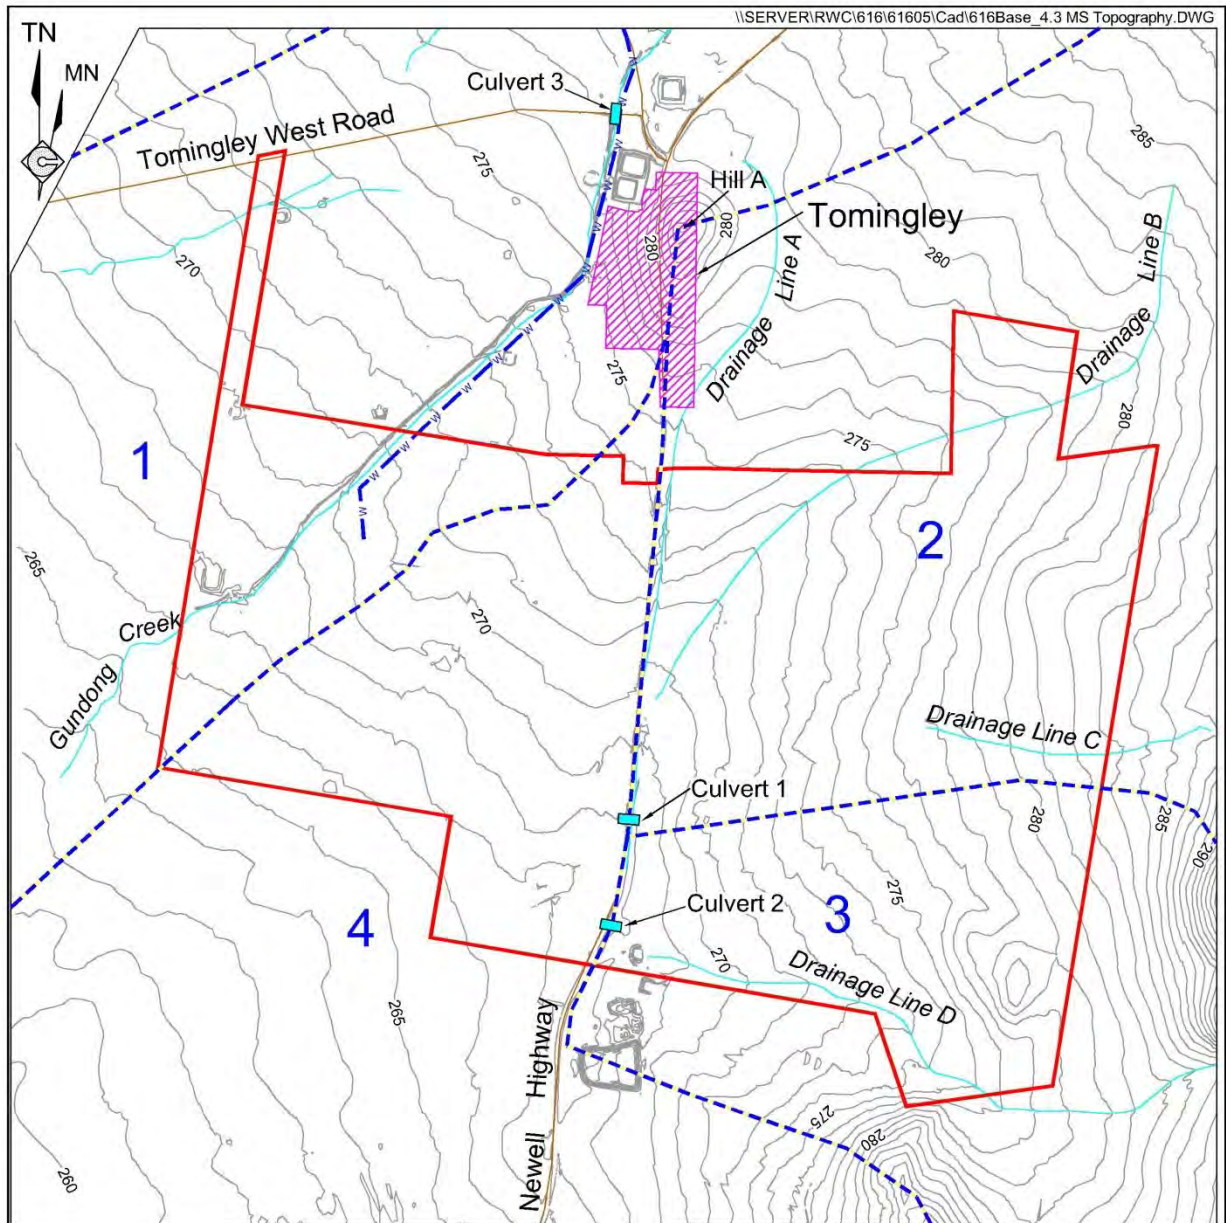 \\SERVER\RWC\616\61605\Cad\616Base_4.3 MS Topography.DWG
TN
MN
Culvert 3
Tomingley West Road
285
275
Hill A
Tomingley
280
280
280
Line A
Line B
270
Drainage
Drainage
275
280
275
1
2
265
Creek
Gundong
270
Drainage Line C
Culvert 1
280
285
290
275
Culvert 2
4
3
270
Drainage Line D
265
Highway
Newell
275
280
260
W
W
W
W
W
W
W
W
W
W
W
W
W